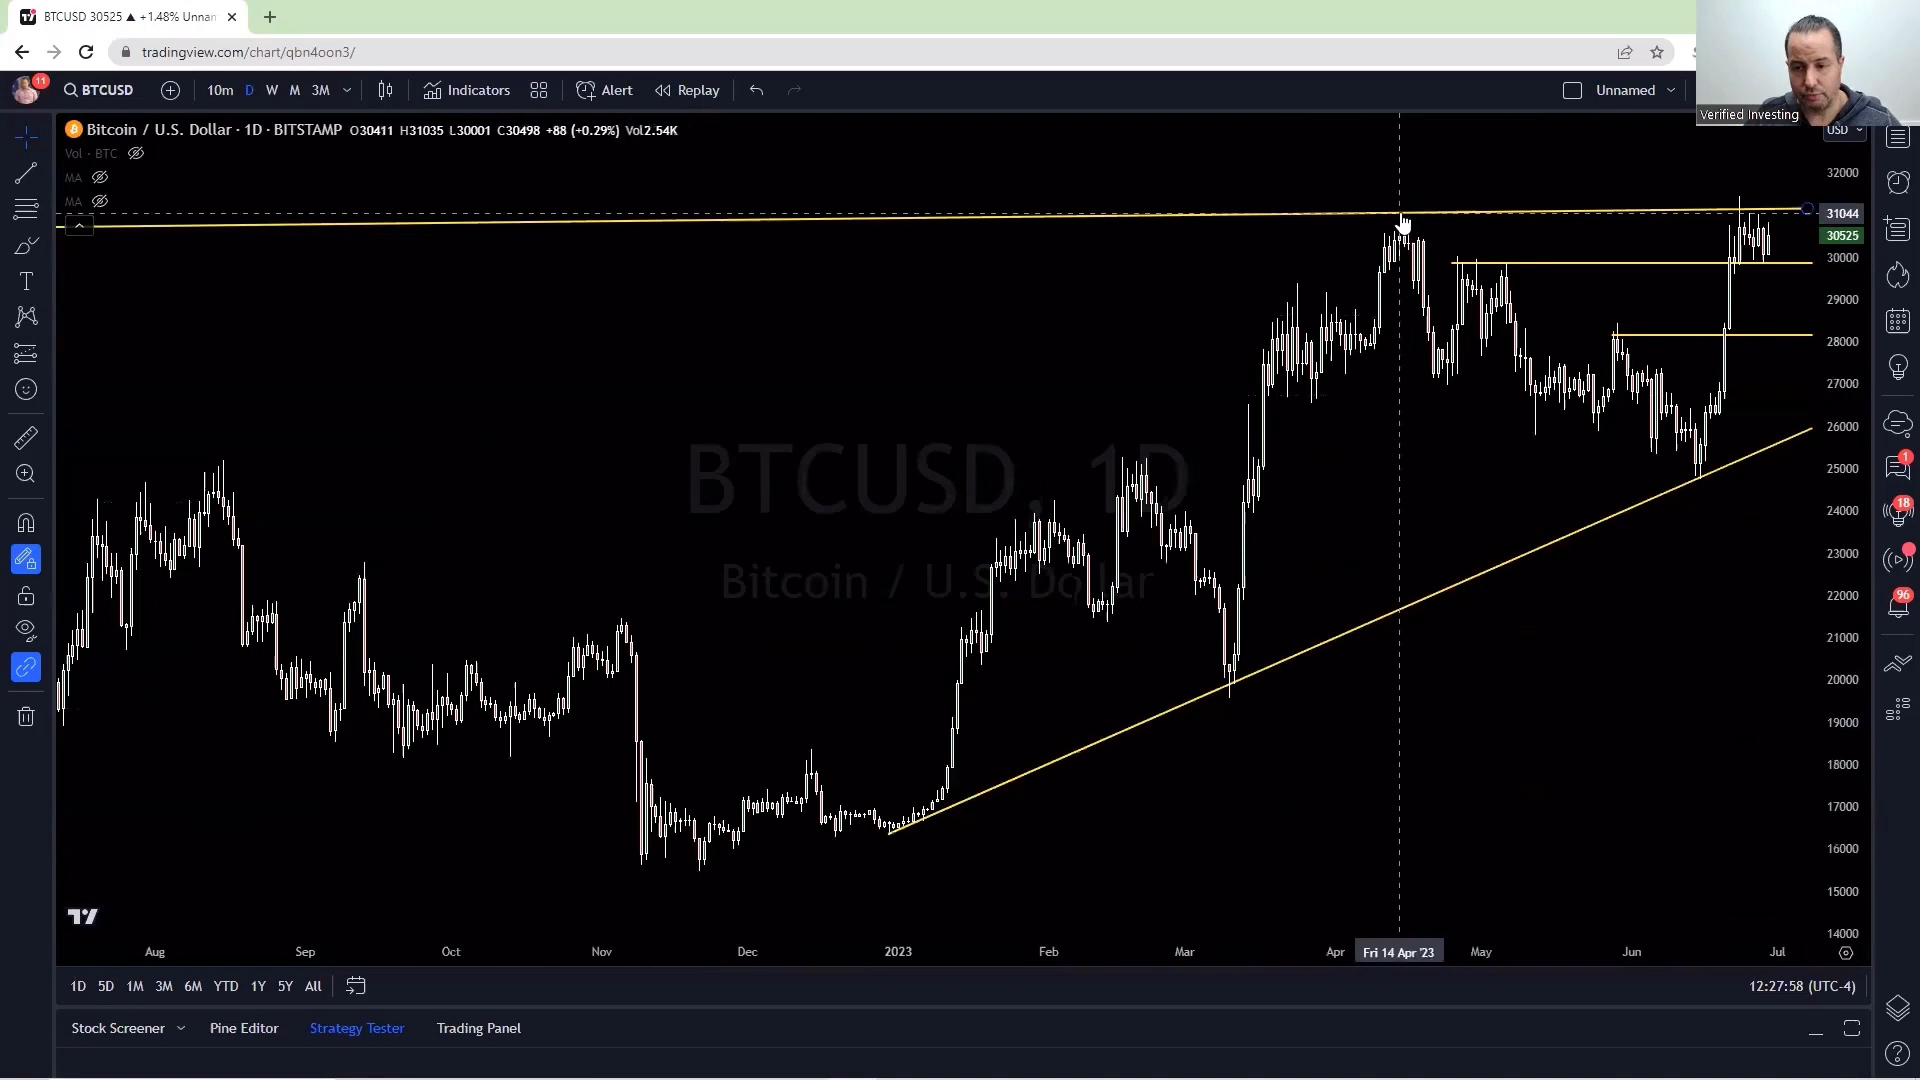 BTCUSD 30525 ▲ +1.48% Unnam
tradingview.com/chart/qbn4oon3/
11 BTCUSD 10m D W M 3M Indicators Alert Replay Unnamed
Verified Investing
Bitcoin / U.S. Dollar · 1D · BITSTAMP O30411 H31035 L30001 C30498 +88 (+0.29%) Vol2.54K
USD
Vol · BTC
MA
MA
32000
31044
30525
30000
29000
28000
27000
26000
25000
24000
23000
22000
21000
20000
19000
18000
17000
16000
15000
14000
BTCUSD, 1D
Bitcoin / U.S. Dollar
1
18
96
Aug Sep Oct Nov Dec 2023 Feb Mar Apr Fri 14 Apr '23 May Jun Jul
1D 5D 1M 3M 6M YTD 1Y 5Y All 12:27:58 (UTC-4)
Stock Screener Pine Editor Strategy Tester Trading Panel